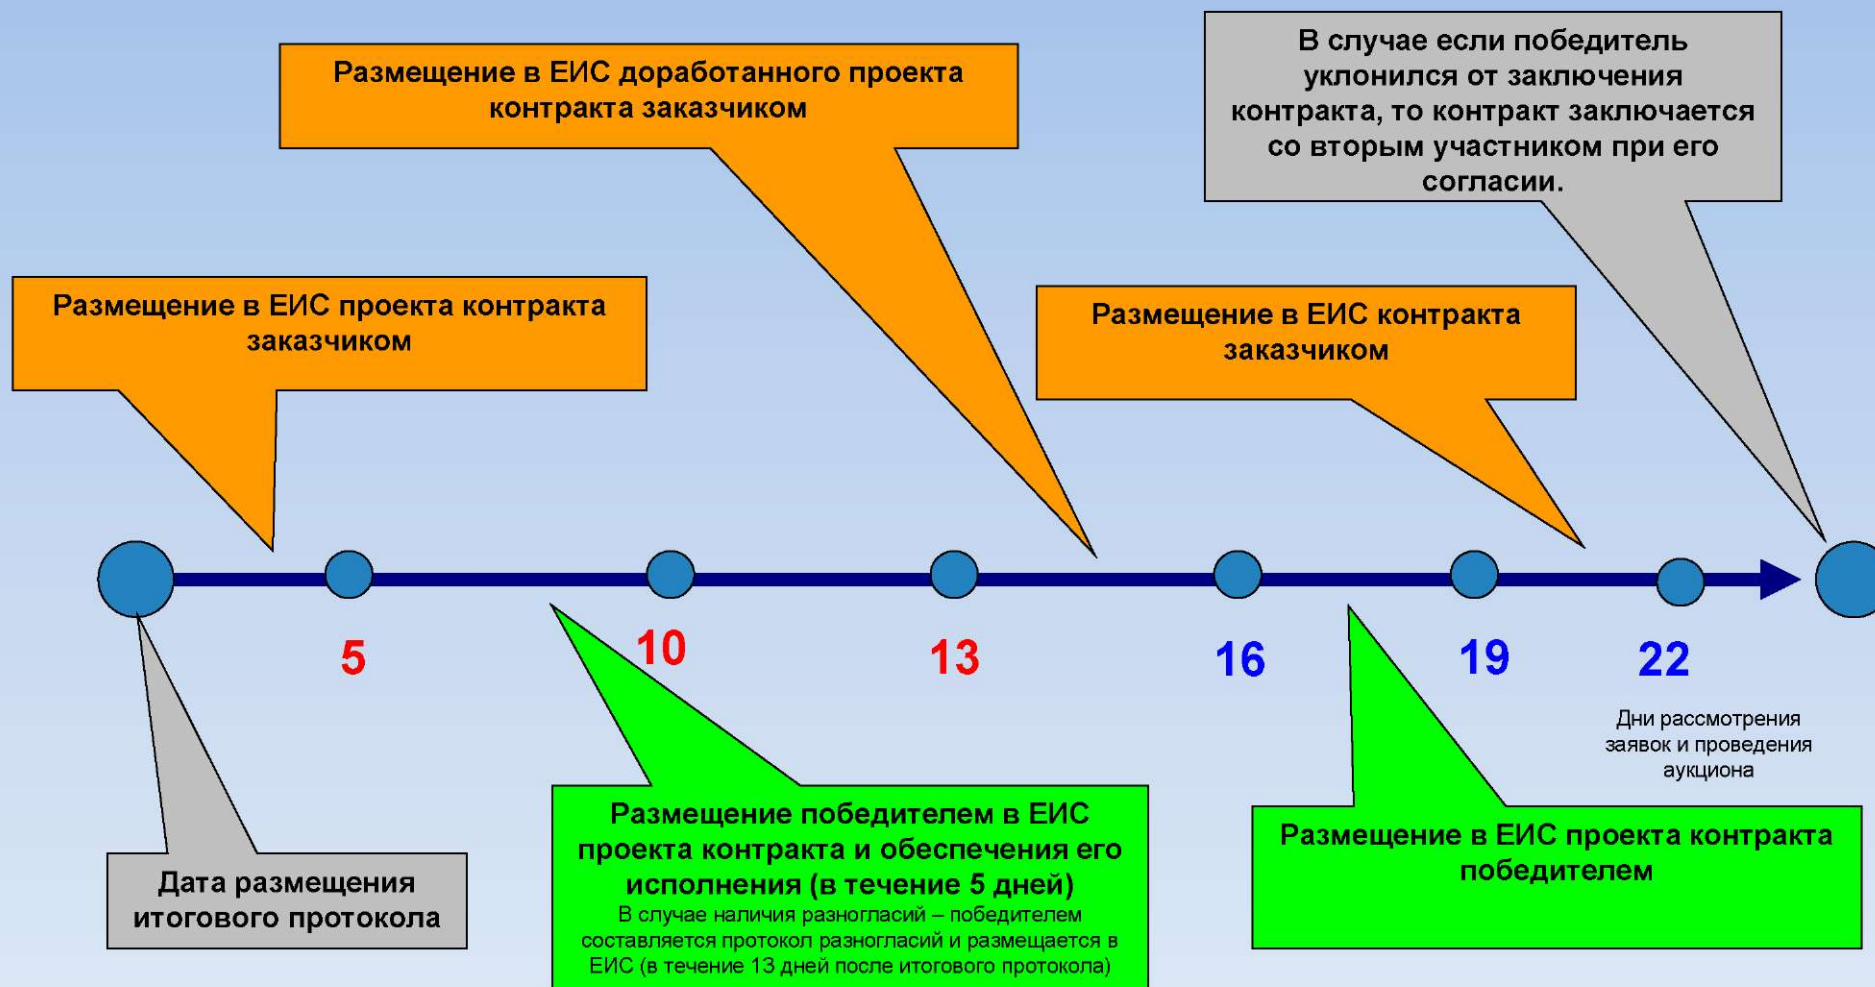 Размещение в ЕИС доработанного проекта
контракта заказчиком
В случае если победитель
уклонился от заключения
контракта, то контракт заключается
со вторым участником при его
согласии.
Размещение в ЕИС проекта контракта
заказчиком
Размещение в ЕИС контракта
заказчиком
5
10
13
16
19
22
Дни рассмотрения
заявок и проведения
аукциона
Дата размещения
итогового протокола
Размещение победителем в ЕИС
проекта контракта и обеспечения его
исполнения (в течение 5 дней)
В случае наличия разногласий – победителем
составляется протокол разногласий и размещается в
ЕИС (в течение 13 дней после итогового протокола)
Размещение в ЕИС проекта контракта
победителем